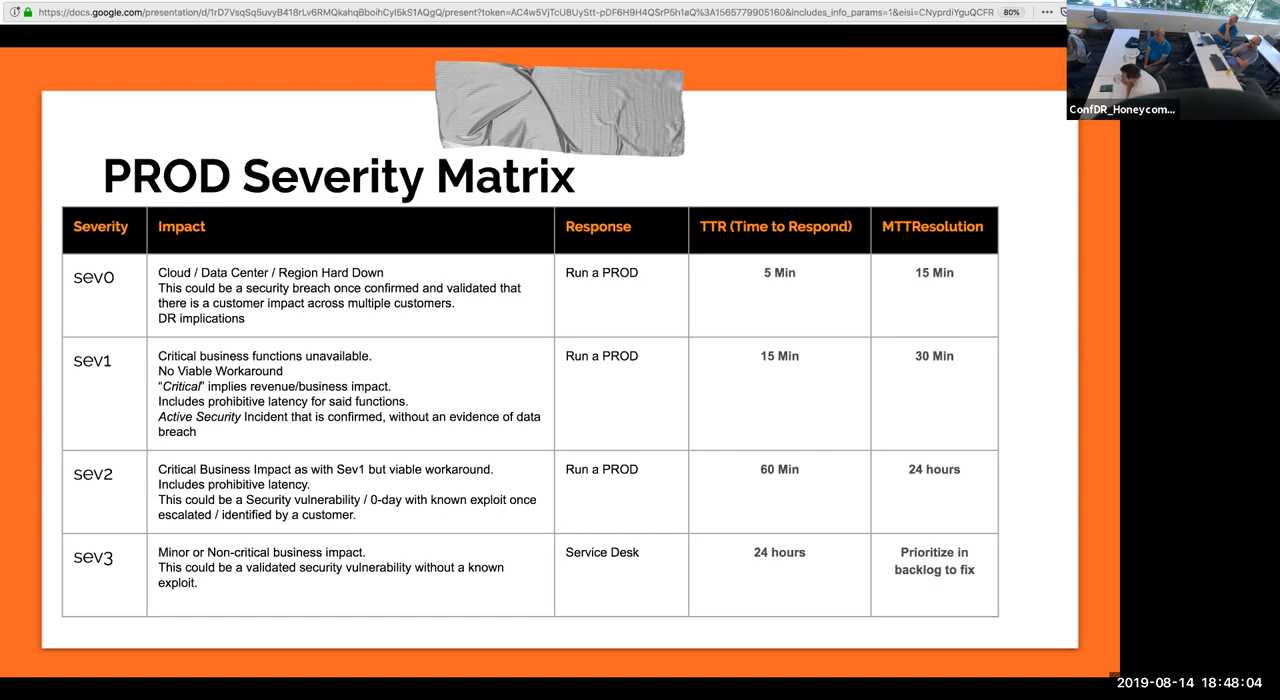 https://docs.google.com/presentation/d/1rD7VsqSq5uvyB418rLv6RMQkahqBboihCyI5kS1AQgQ/present?token=AC4w5VjTcU8UyStt-pDF6H9H4QSrP5h1aQ%3A1565779905160&includes_info_params=1&eisi=CNyprdiYguQCFR
80%
ConfDR_Honeycom...
PROD Severity Matrix
Severity Impact Response TTR (Time to Respond) MTTResolution
sev0
Cloud / Data Center / Region Hard Down
This could be a security breach once confirmed and validated that
there is a customer impact across multiple customers.
DR implications
Run a PROD
5 Min
15 Min
sev1
Critical business functions unavailable.
No Viable Workaround
“Critical” implies revenue/business impact.
Includes prohibitive latency for said functions.
Active Security Incident that is confirmed, without an evidence of data
breach
Run a PROD
15 Min
30 Min
sev2
Critical Business Impact as with Sev1 but viable workaround.
Includes prohibitive latency.
This could be a Security vulnerability / 0-day with known exploit once
escalated / identified by a customer.
Run a PROD
60 Min
24 hours
sev3
Minor or Non-critical business impact.
This could be a validated security vulnerability without a known
exploit.
Service Desk
24 hours
Prioritize in
backlog to fix
2019-08-14 18:48:04